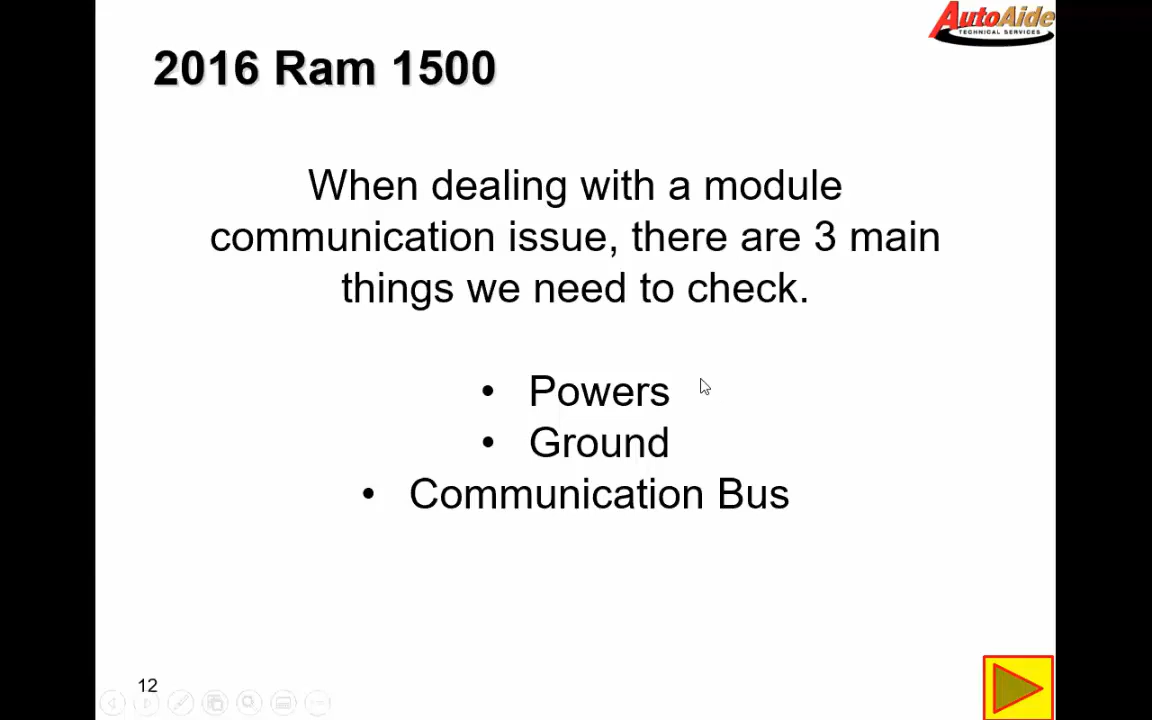 AutoAide
TECHNICAL SERVICES
2016 Ram 1500
When dealing with a module
communication issue, there are 3 main
things we need to check.
• Powers
• Ground
• Communication Bus
12